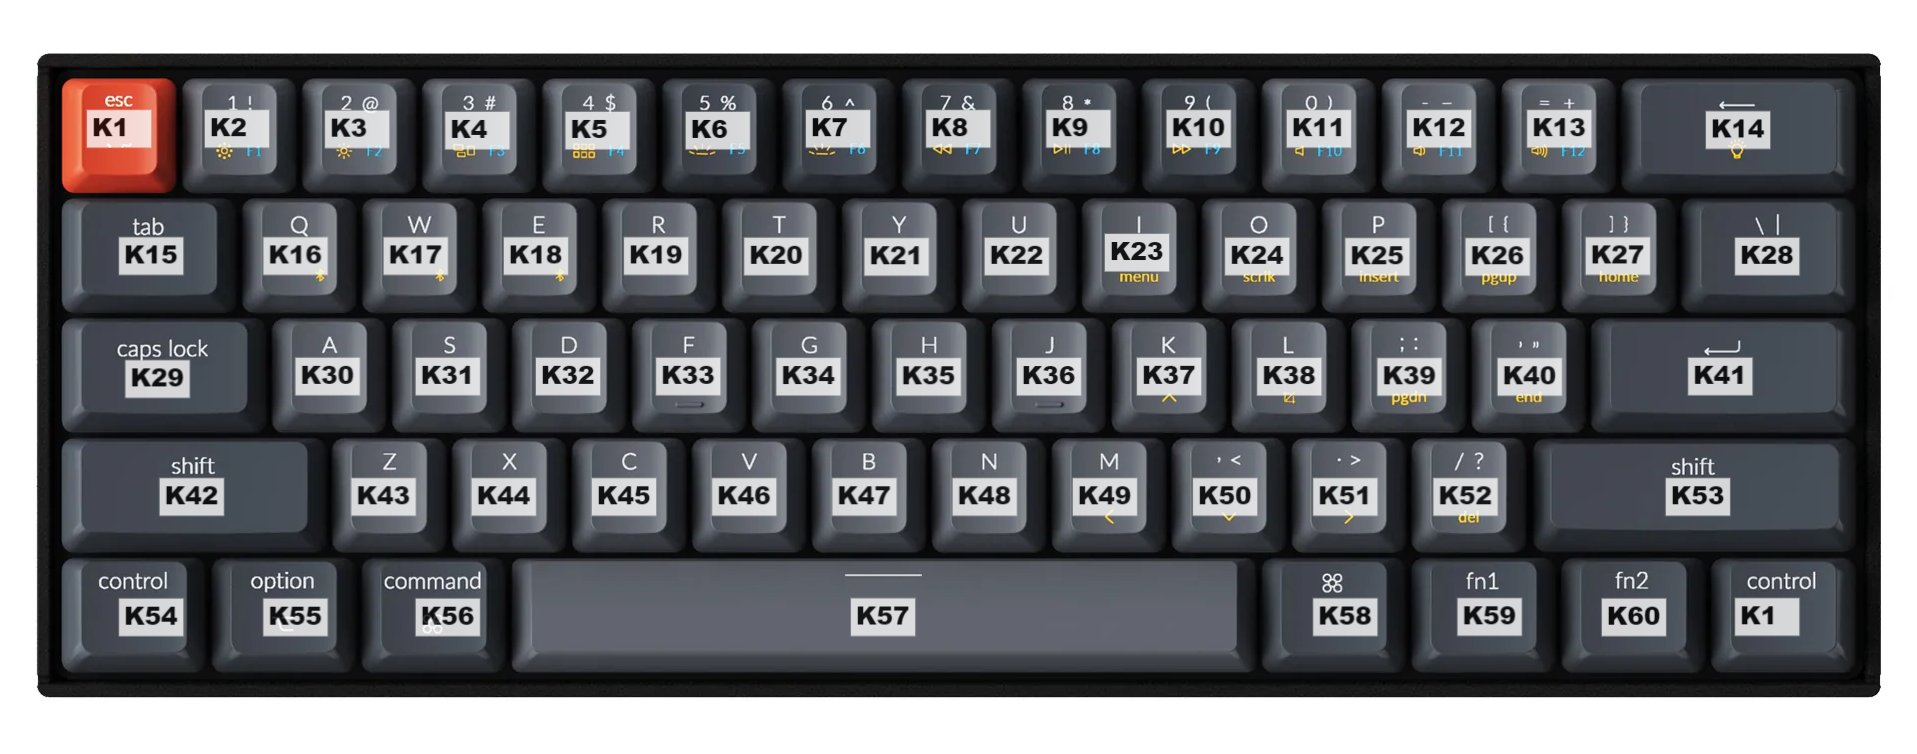 esc 1 ! 2 @ 3 # 4 $ 5 % 6 ^ 7 & 8 * 9 ( 0 ) - – = +
K1 K2 K3 K4 K5 K6 K7 K8 K9 K10 K11 K12 K13 K14
F1 F2 F3 F4 F5 F6 F7 F8 F9 F10 F11 F12
tab Q W E R T Y U I O P [ { ] } \ |
K15 K16 K17 K18 K19 K20 K21 K22 K23 K24 K25 K26 K27 K28
menu scrlk insert pgup home
caps lock A S D F G H J K L ; : ' "
K29 K30 K31 K32 K33 K34 K35 K36 K37 K38 K39 K40 K41
pgdn end
shift Z X C V B N M , < . > / ? shift
K42 K43 K44 K45 K46 K47 K48 K49 K50 K51 K52 K53
del
control option command fn1 fn2 control
K54 K55 K56 K57 K58 K59 K60 K1